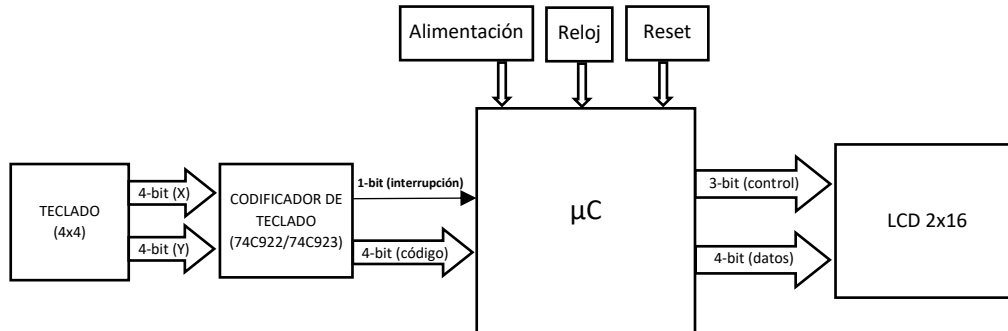 Alimentación
Reloj
Reset
TECLADO
(4x4)
4-bit (X)
4-bit (Y)
CODIFICADOR DE
TECLADO
(74C922/74C923)
1-bit (interrupción)
4-bit (código)
μC
3-bit (control)
4-bit (datos)
LCD 2x16